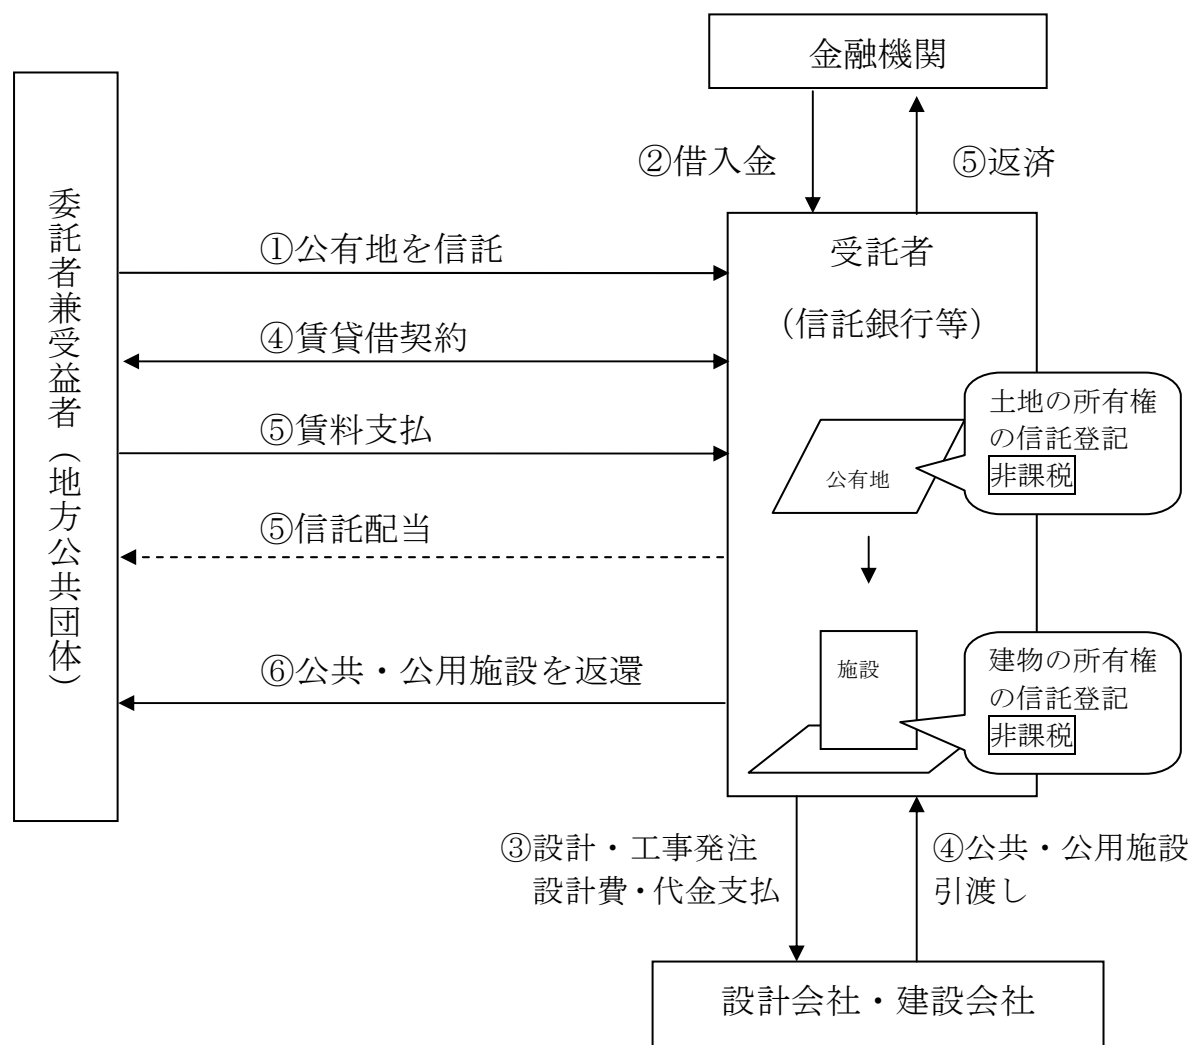 金融機関
②借入金
⑤返済
委託者兼受益者（地方公共団体）
①公有地を信託
④賃貸借契約
⑤賃料支払
⑤信託配当
⑥公共・公用施設を返還
受託者
（信託銀行等）
土地の所有権
の信託登記
非課税
公有地
施設
建物の所有権
の信託登記
非課税
③設計・工事発注
設計費・代金支払
④公共・公用施設
引渡し
設計会社・建設会社